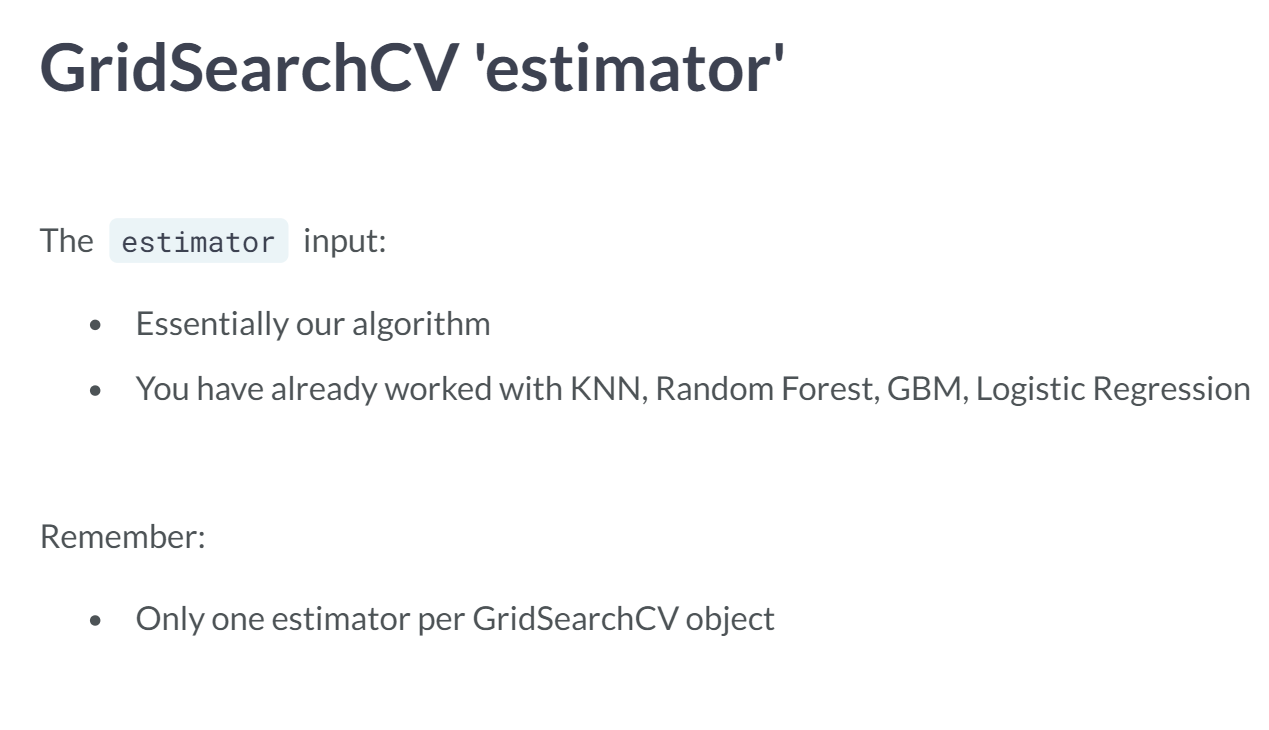 GridSearchCV 'estimator'
The estimator input:
• Essentially our algorithm
• You have already worked with KNN, Random Forest, GBM, Logistic Regression
Remember:
• Only one estimator per GridSearchCV object